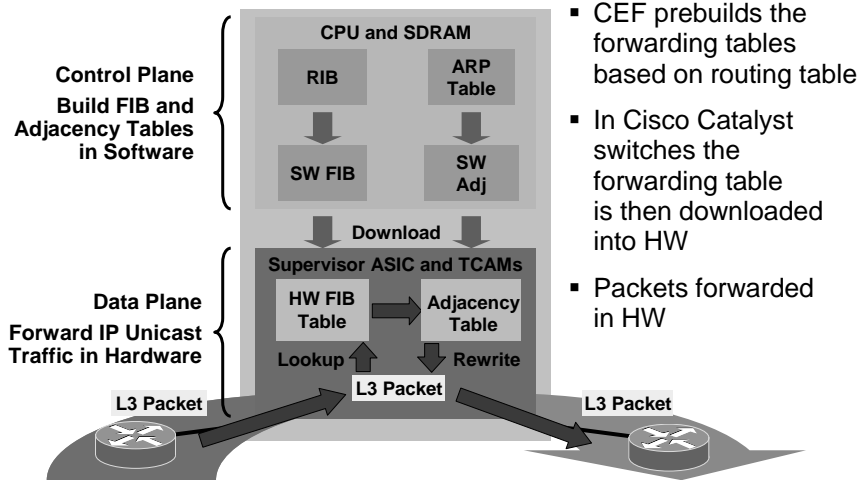 CPU and SDRAM
Control Plane
Build FIB and
Adjacency Tables
in Software
RIB
ARP
Table
SW FIB
SW
Adj
Download
Supervisor ASIC and TCAMs
Data Plane
Forward IP Unicast
Traffic in Hardware
HW FIB
Table
Adjacency
Table
Lookup
Rewrite
L3 Packet
L3 Packet
L3 Packet
▪ CEF prebuilds the
forwarding tables
based on routing table
▪ In Cisco Catalyst
switches the
forwarding table
is then downloaded
into HW
▪ Packets forwarded
in HW